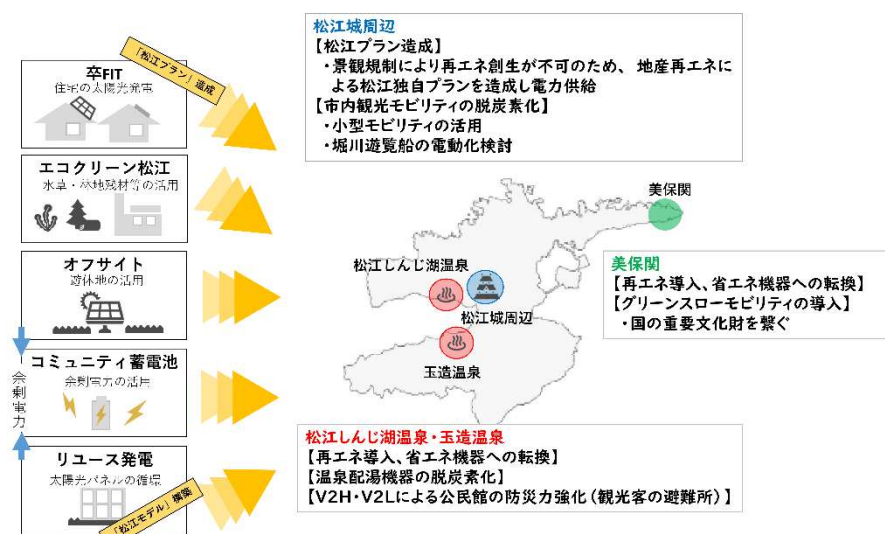 「松江プラン」造成
卒FIT
住宅の太陽光発電
エコクリーン松江
水草・林地残材等の活用
オフサイト
遊休地の活用
コミュニティ蓄電池
余剰電力の活用
余剰電力
リユース発電
太陽光パネルの循環
「松江モデル」構築
松江城周辺
【松江プラン造成】
・景観規制により再エネ創生が不可のため、地産再エネに
よる松江独自プランを造成し電力供給
【市内観光モビリティの脱炭素化】
・小型モビリティの活用
・堀川遊覧船の電動化検討
美保関
松江しんじ湖温泉
松江城周辺
玉造温泉
美保関
【再エネ導入、省エネ機器への転換】
【グリーンスローモビリティの導入】
・国の重要文化財を繋ぐ
松江しんじ湖温泉・玉造温泉
【再エネ導入、省エネ機器への転換】
【温泉配湯機器の脱炭素化】
【V2H・V2Lによる公民館の防災力強化(観光客の避難所)】